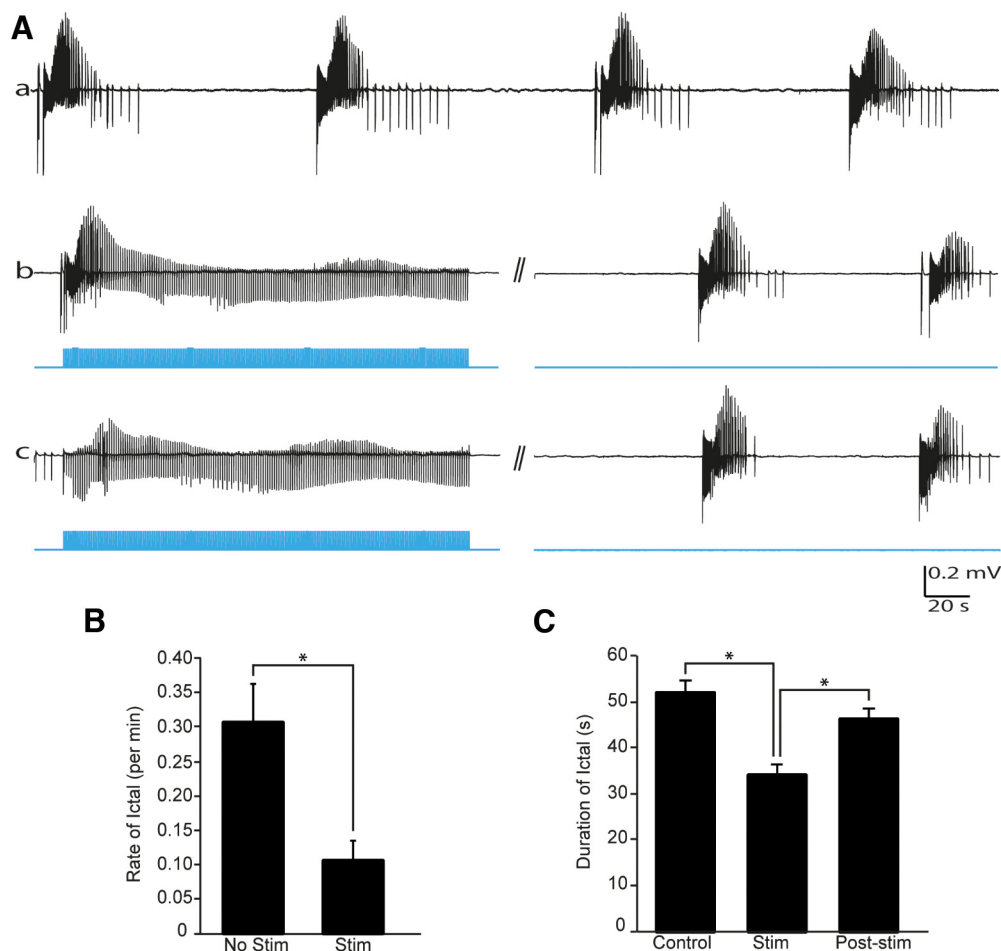 A
a
b
//
c
//
0.2 mV
20 s
B
Rate of Ictal (per min)
0.40
0.35
0.30
0.25
0.20
0.15
0.10
0.05
0
*
No Stim
Stim
C
Duration of Ictal (s)
60
50
40
30
20
10
0
*
*
Control
Stim
Post-stim